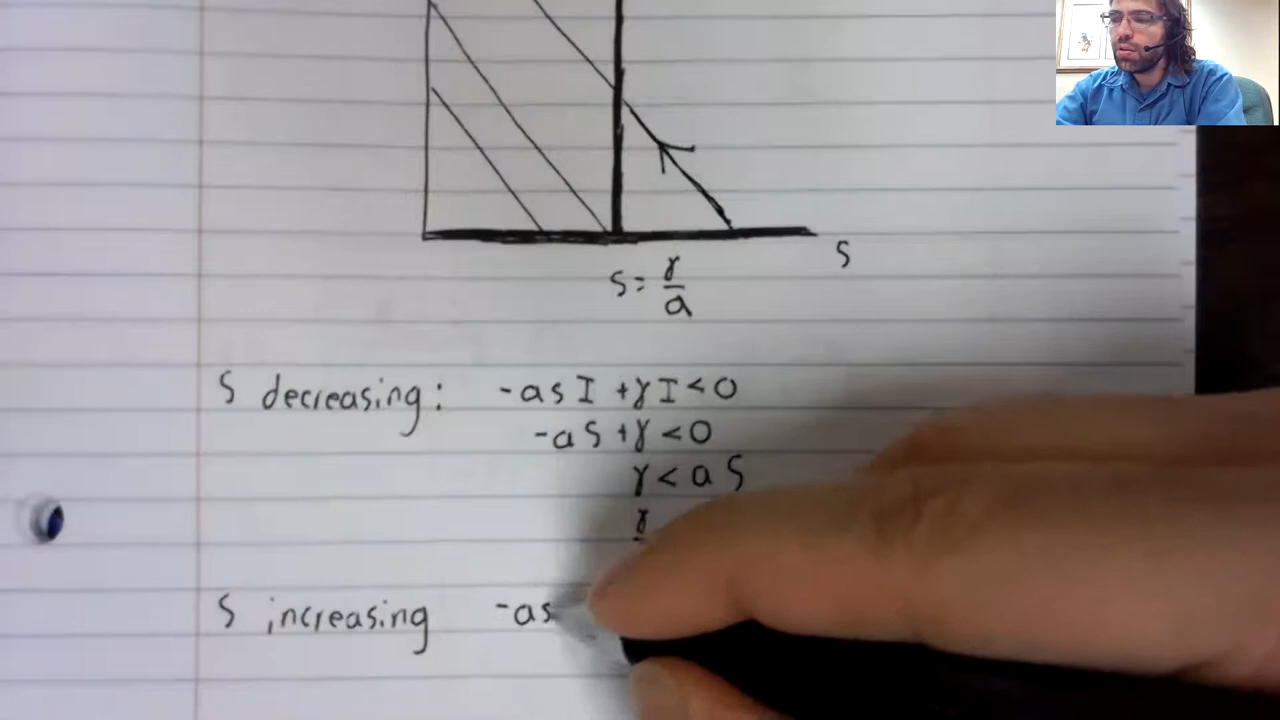 S
S = γ/a
S decreasing: -asI + γI < 0
-aS + γ < 0
γ < aS
γ
S increasing -as